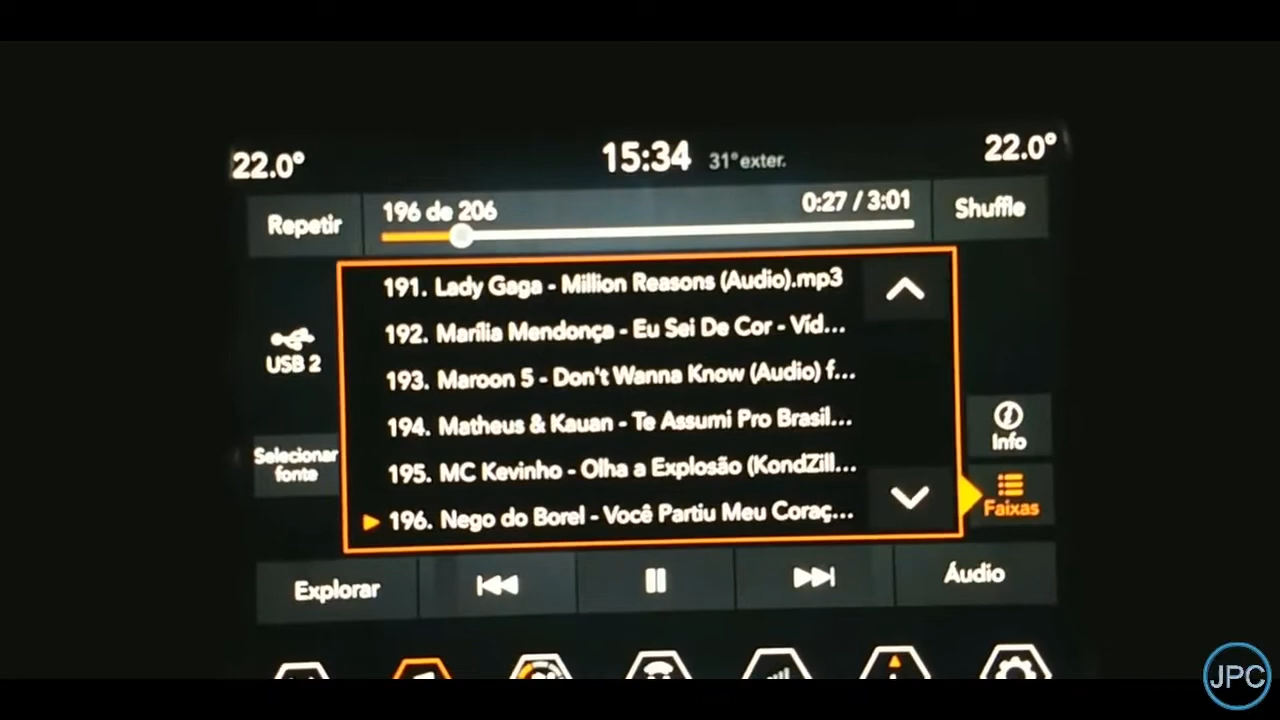 22.0°
15:34 31° exter.
22.0°
Repetir
196 de 206
0:27 / 3:01
Shuffle
191. Lady Gaga - Million Reasons (Audio).mp3
192. Marília Mendonça - Eu Sei De Cor - Víd...
193. Maroon 5 - Don't Wanna Know (Audio) f...
194. Matheus & Kauan - Te Assumi Pro Brasil...
195. MC Kevinho - Olha a Explosão (KondZill...
196. Nego do Borel - Você Partiu Meu Coraç...
USB 2
Selecionar
fonte
Info
Faixas
Explorar
Áudio
JPC